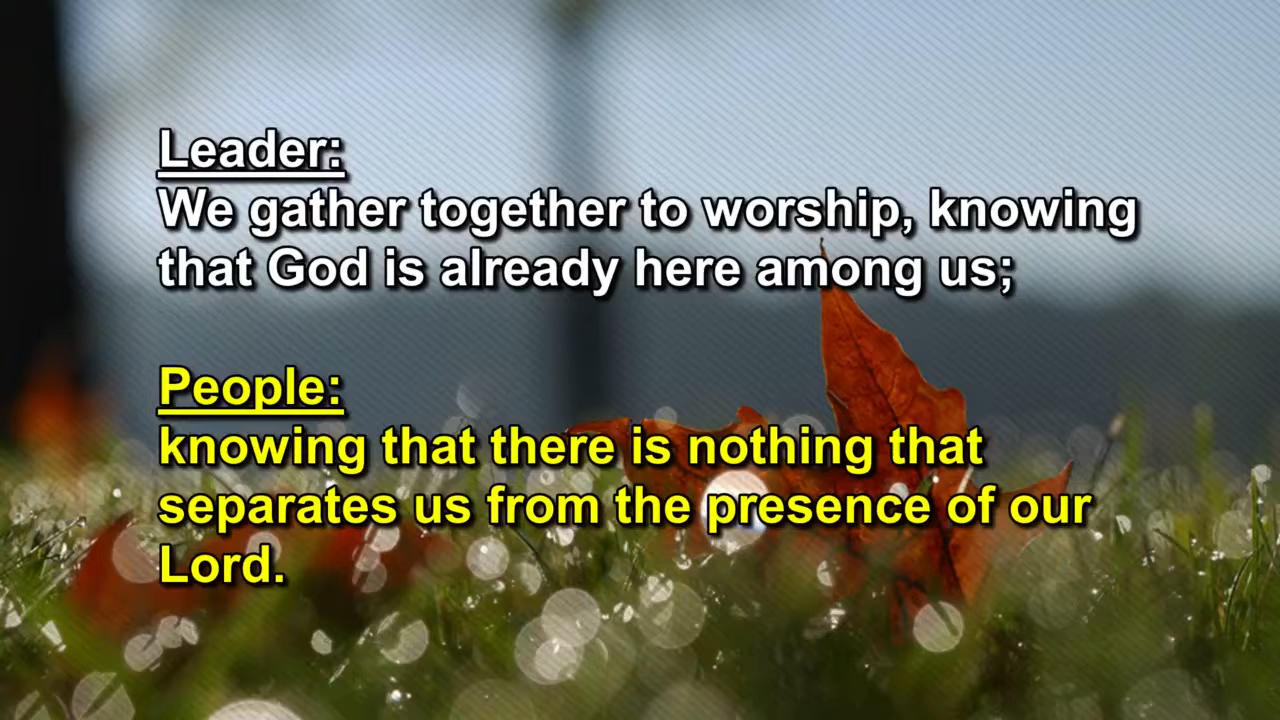 Leader:
We gather together to worship, knowing
that God is already here among us;
People:
knowing that there is nothing that
separates us from the presence of our
Lord.